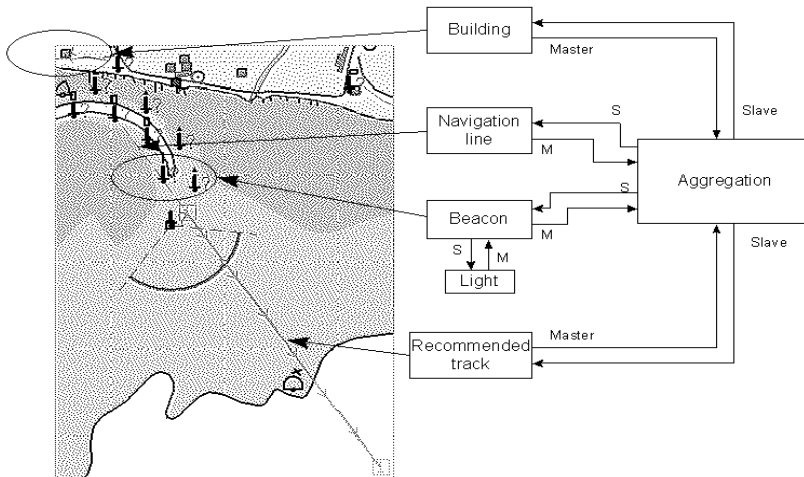 Building
Master
Slave
Navigation
line
S
M
Aggregation
S
Beacon
M
S
M
Slave
Light
Master
Recommended
track